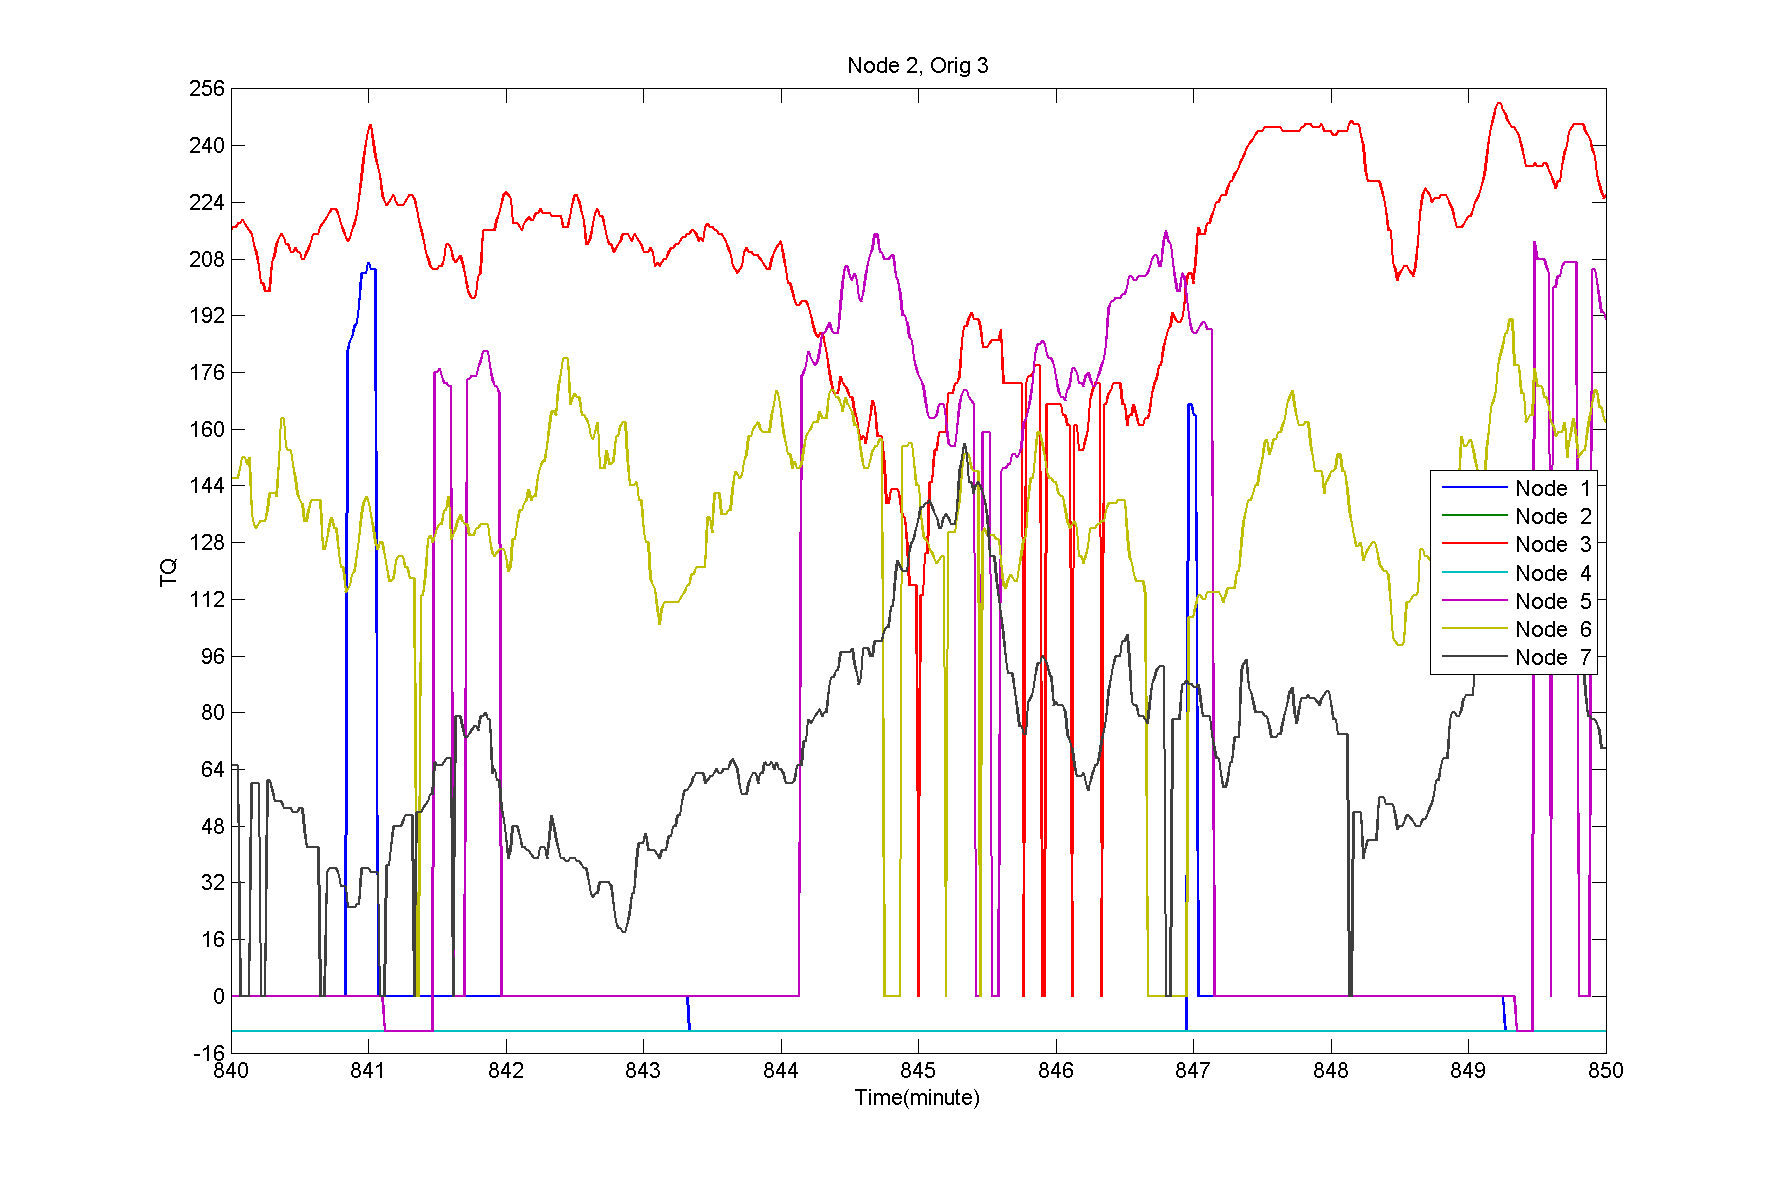 Node 2, Orig 3
256
240
224
208
192
176
160
144
128
112
96
80
64
48
32
16
0
-16
TQ
Node 1
Node 2
Node 3
Node 4
Node 5
Node 6
Node 7
840 841 842 843 844 845 846 847 848 849 850
Time(minute)